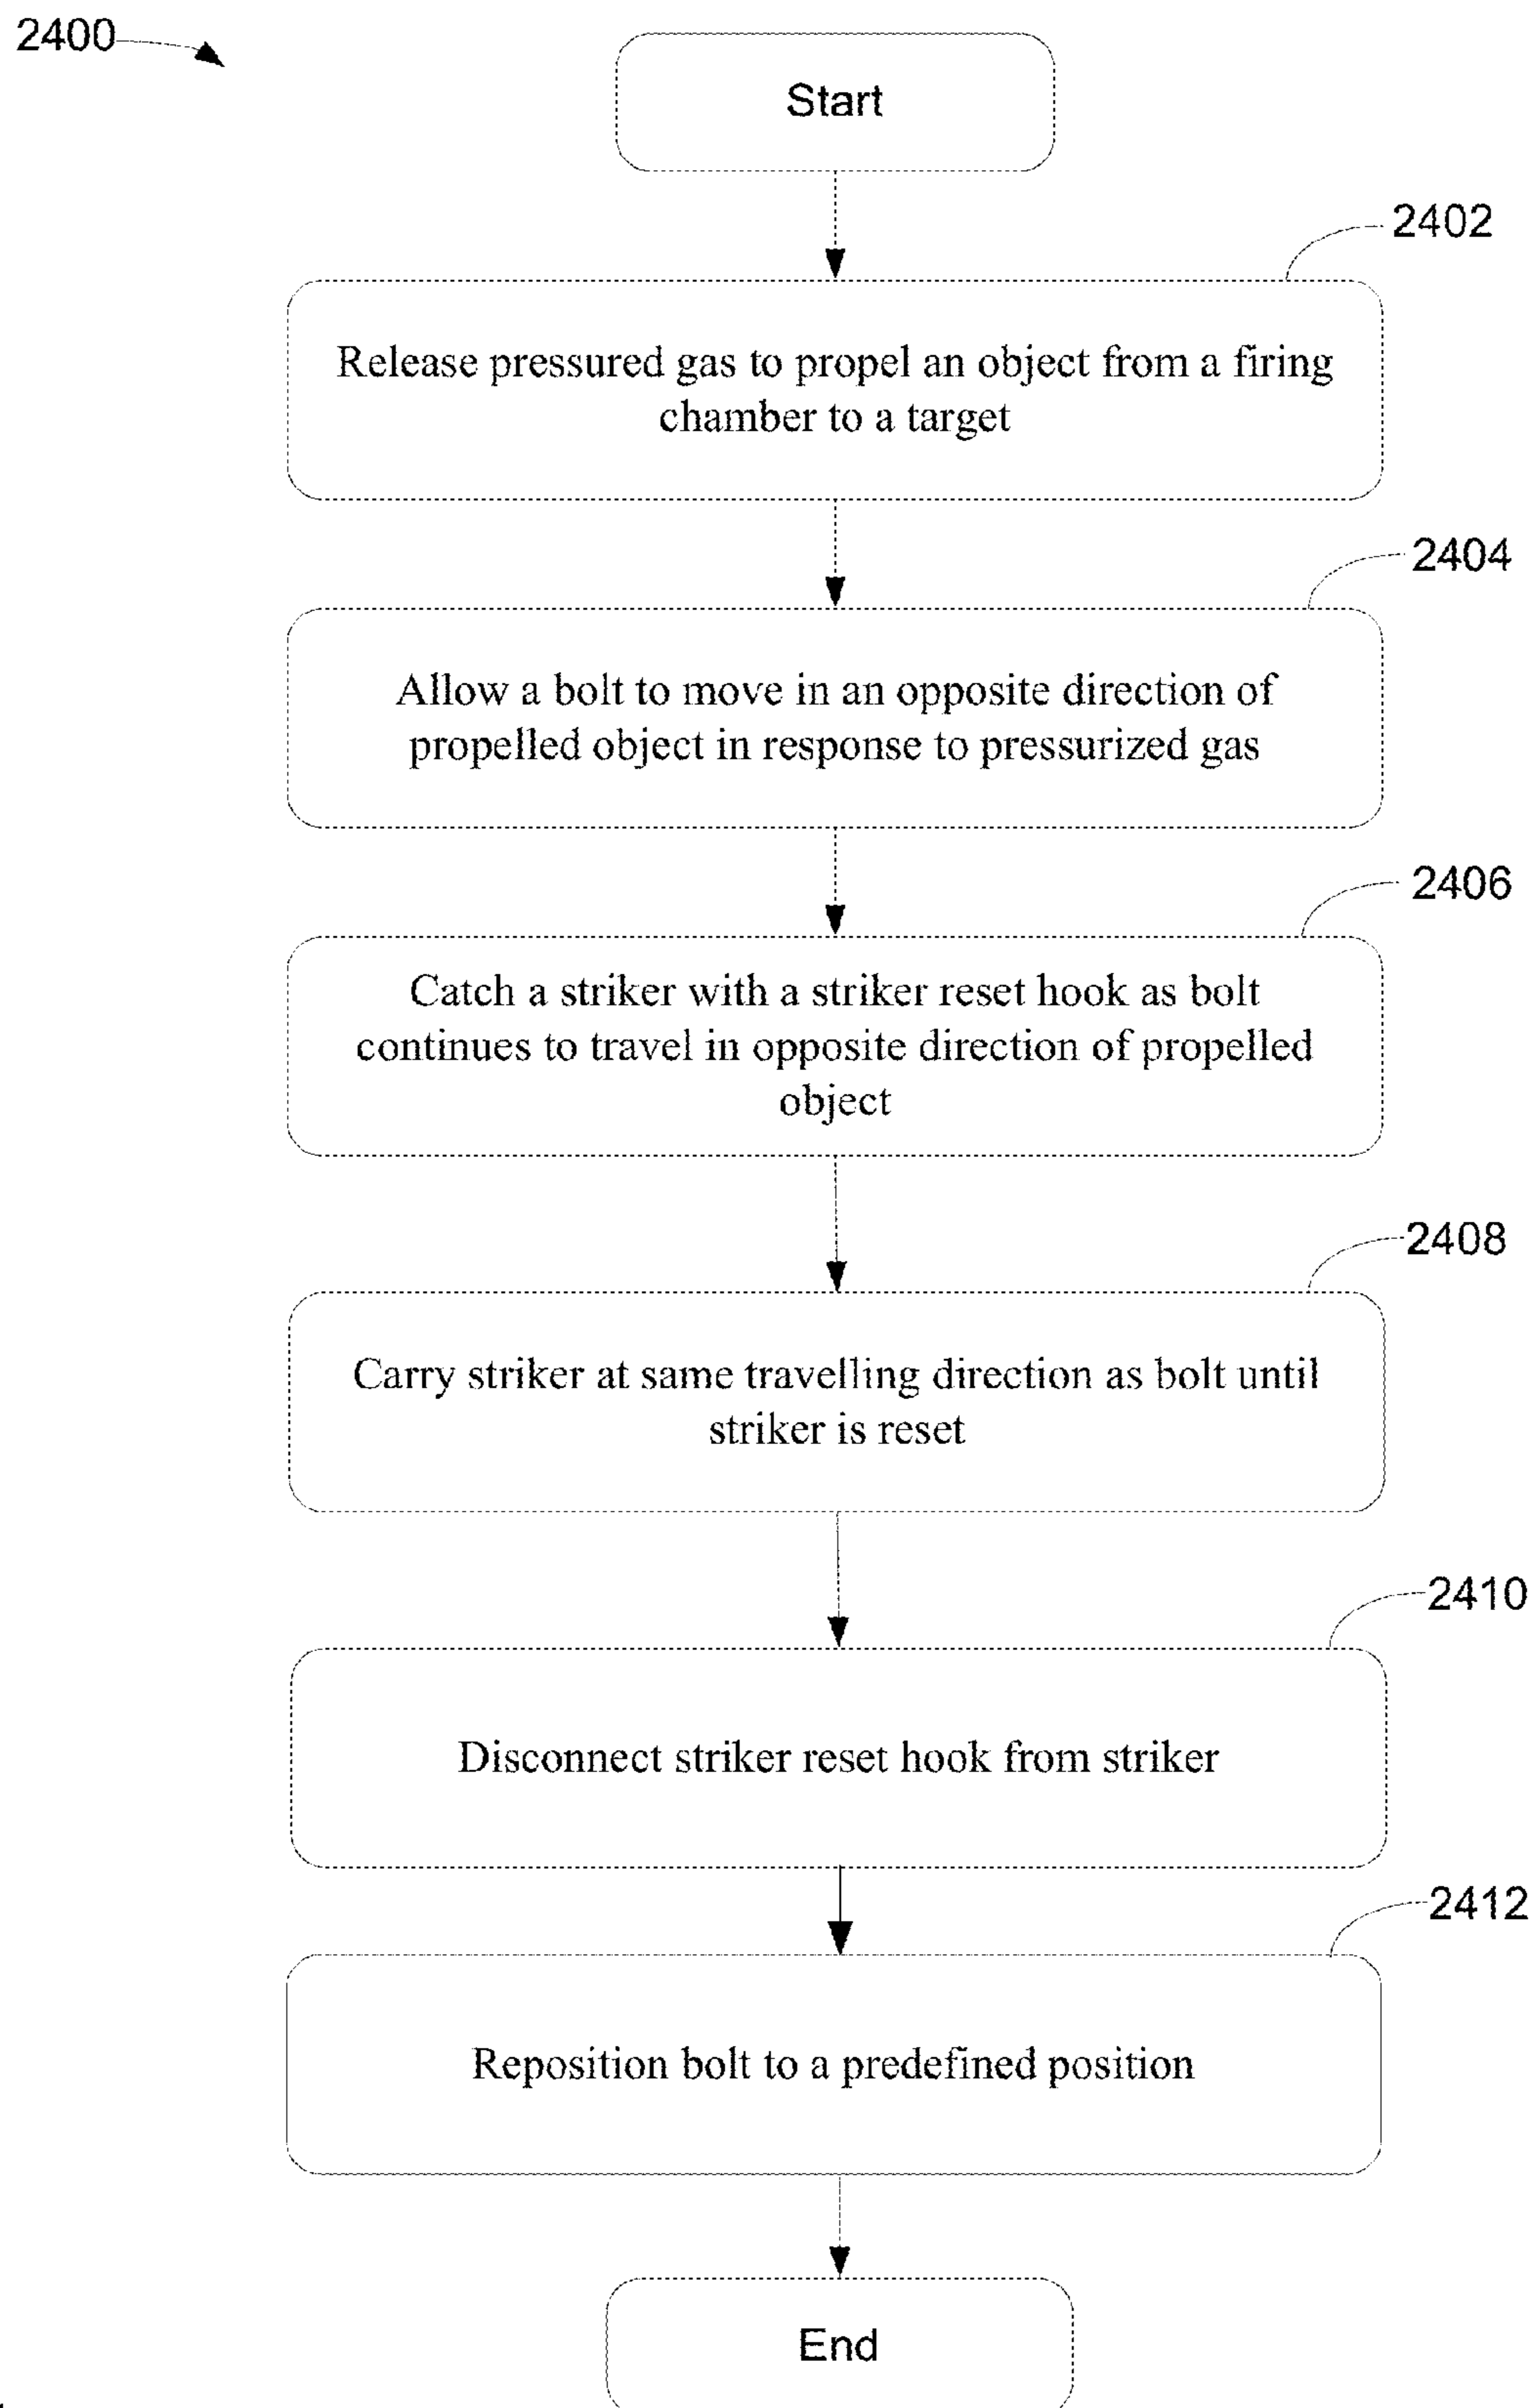 2400
Start
2402
Release pressured gas to propel an object from a firing
chamber to a target
2404
Allow a bolt to move in an opposite direction of
propelled object in response to pressurized gas
2406
Catch a striker with a striker reset hook as bolt
continues to travel in opposite direction of propelled
object
2408
Carry striker at same travelling direction as bolt until
striker is reset
2410
Disconnect striker reset hook from striker
2412
Reposition bolt to a predefined position
End